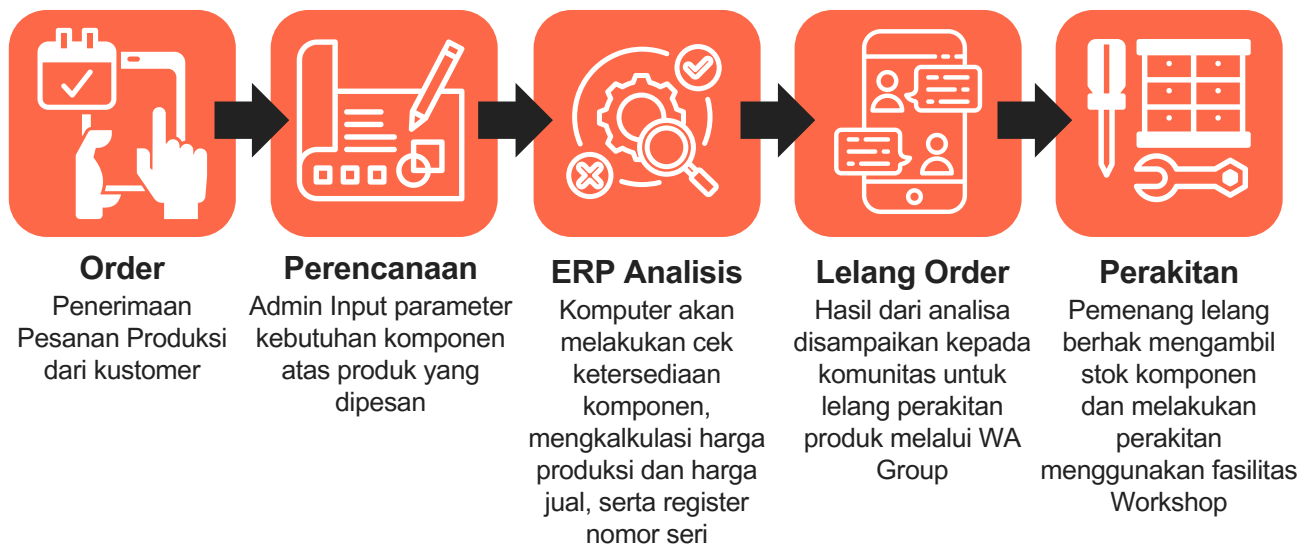 Order
Penerimaan
Pesanan Produksi
dari kustomer
Perencanaan
Admin Input parameter
kebutuhan komponen
atas produk yang
dipesan
ERP Analisis
Komputer akan
melakukan cek
ketersediaan
komponen,
mengkalkulasi harga
produksi dan harga
jual, serta register
nomor seri
Lelang Order
Hasil dari analisa
disampaikan kepada
komunitas untuk
lelang perakitan
produk melalui WA
Group
Perakitan
Pemenang lelang
berhak mengambil
stok komponen
dan melakukan
perakitan
menggunakan fasilitas
Workshop